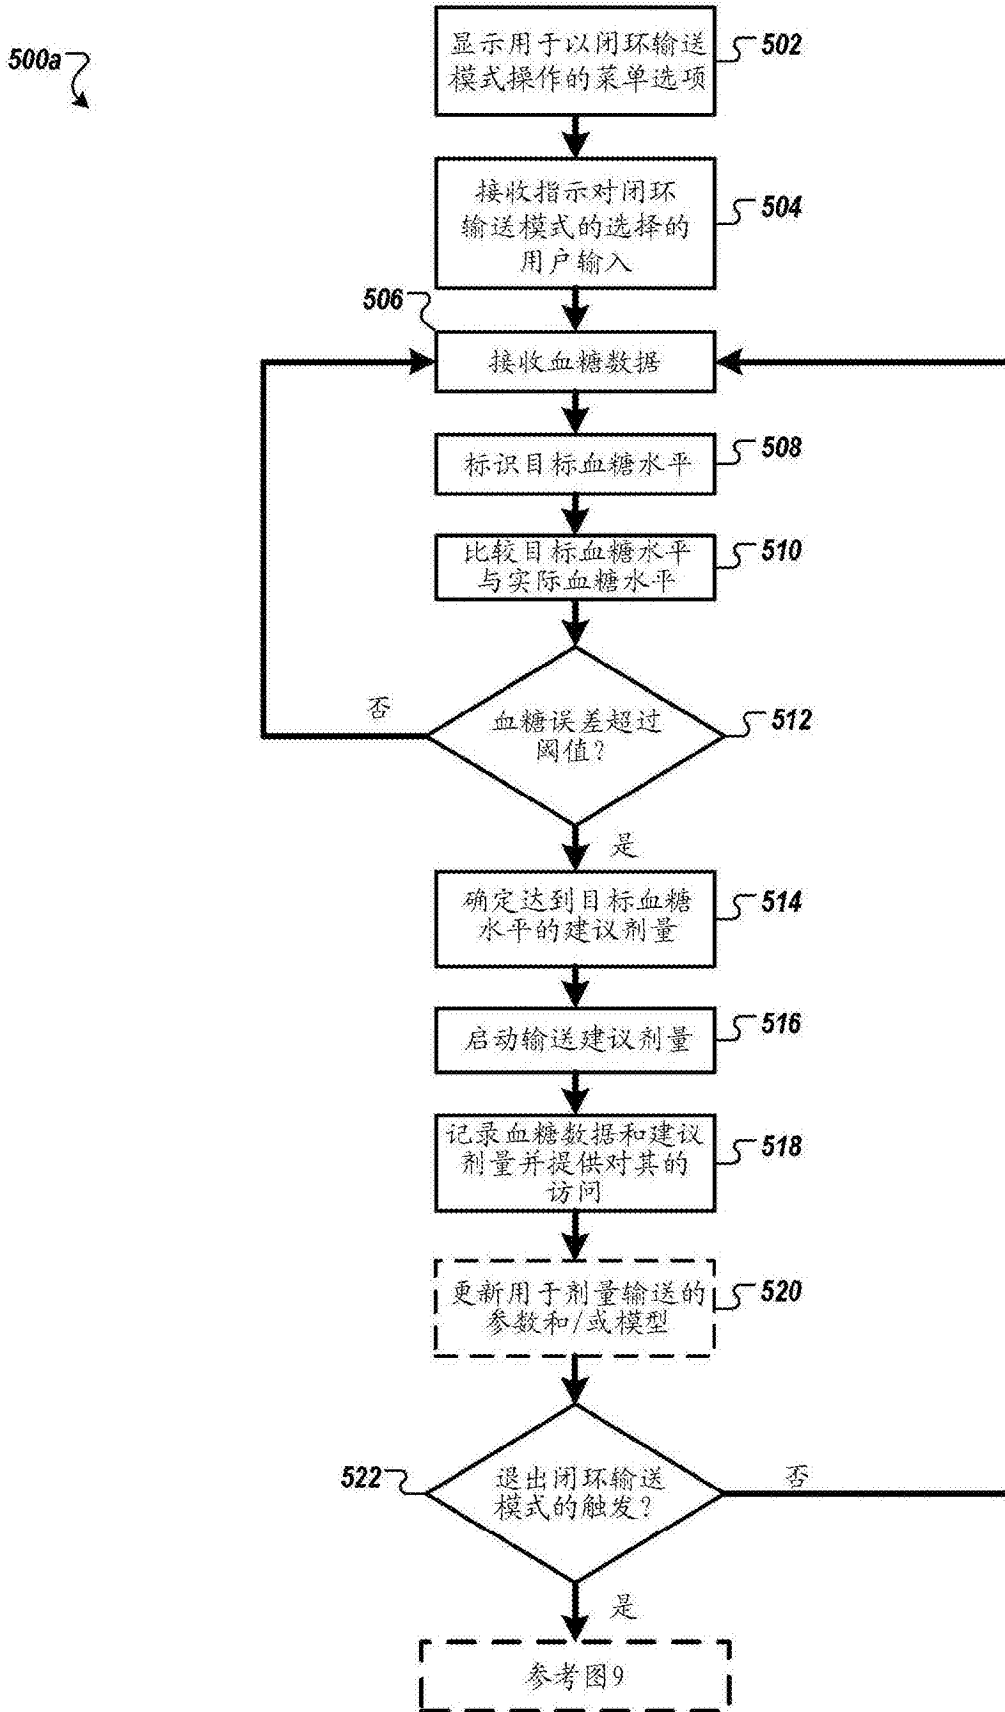 500a
显示用于以闭环输送
模式操作的菜单选项
502
接收指示对闭环
输送模式的选择的
用户输入
504
506
接收血糖数据
标识目标血糖水平
508
比较目标血糖水平
与实际血糖水平
510
否
血糖误差超过
阈值?
512
是
确定达到目标血糖
水平的建议剂量
514
启动输送建议剂量
516
记录血糖数据和建议
剂量并提供对其的
访问
518
更新用于剂量输送的
参数和/或模型
520
522
退出闭环输送
模式的触发?
否
是
参考图9